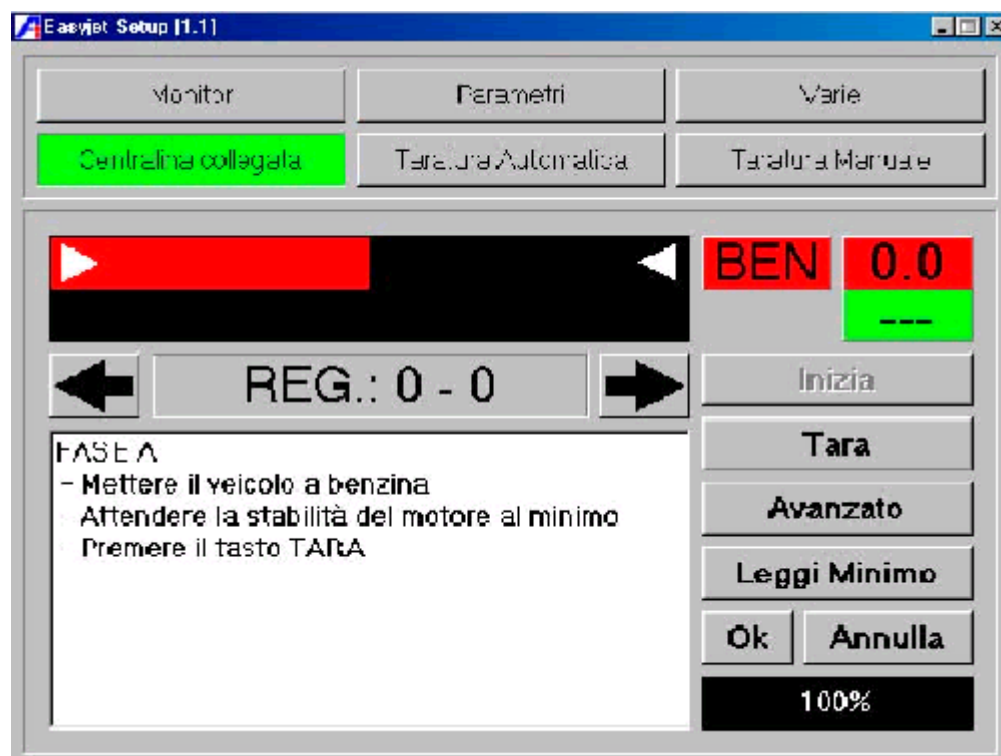 Easyjet Setup [1.1]
Monitor
Parametri
Varie
Centralina collegata
Taratura Automatica
Taratura Manuale
BEN
0.0
---
REG.: 0 - 0
Inizia
FASE A
- Mettere il veicolo a benzina
- Attendere la stabilità del motore al minimo
- Premere il tasto TARA
Tara
Avanzato
Leggi Minimo
Ok
Annulla
100%